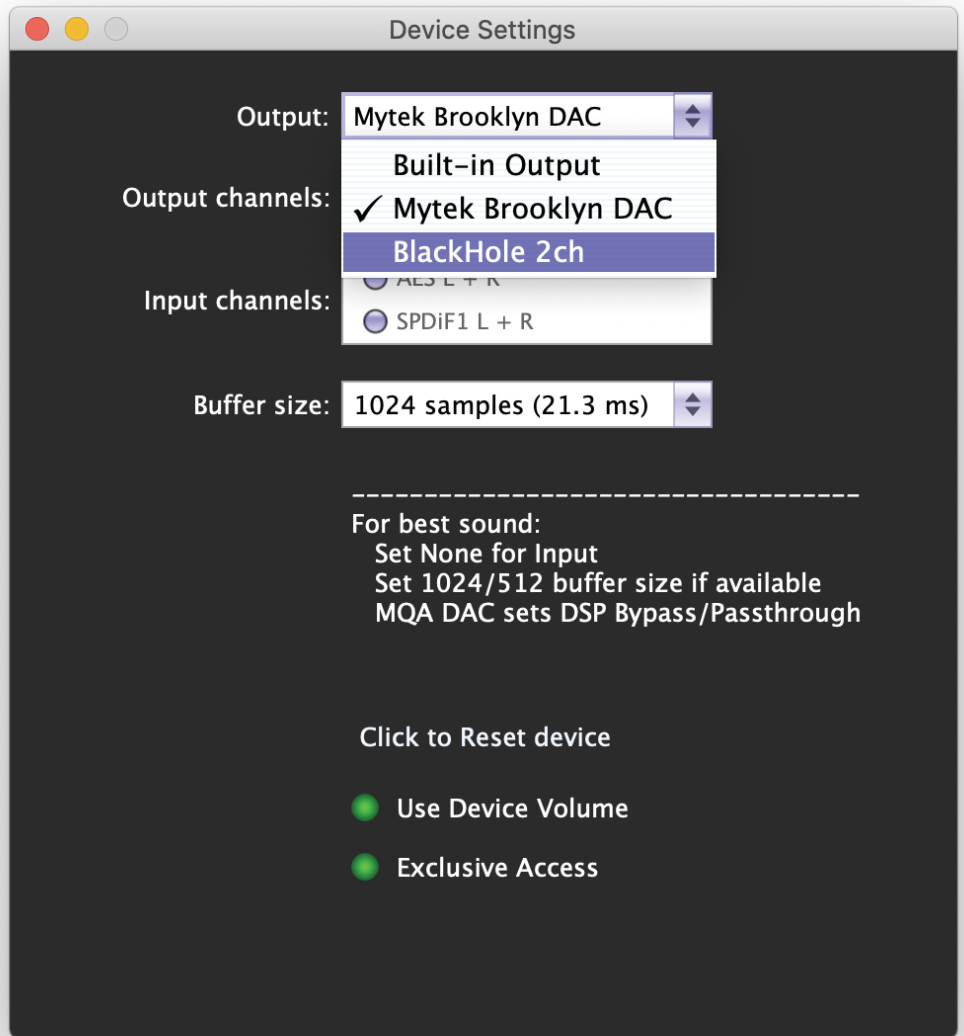 Device Settings
Output: Mytek Brooklyn DAC
Built-in Output
✓ Mytek Brooklyn DAC
BlackHole 2ch
Output channels:
Input channels:
AES L + R
SPDiF1 L + R
Buffer size: 1024 samples (21.3 ms)
-----------------------------------
For best sound:
Set None for Input
Set 1024/512 buffer size if available
MQA DAC sets DSP Bypass/Passthrough
Click to Reset device
Use Device Volume
Exclusive Access